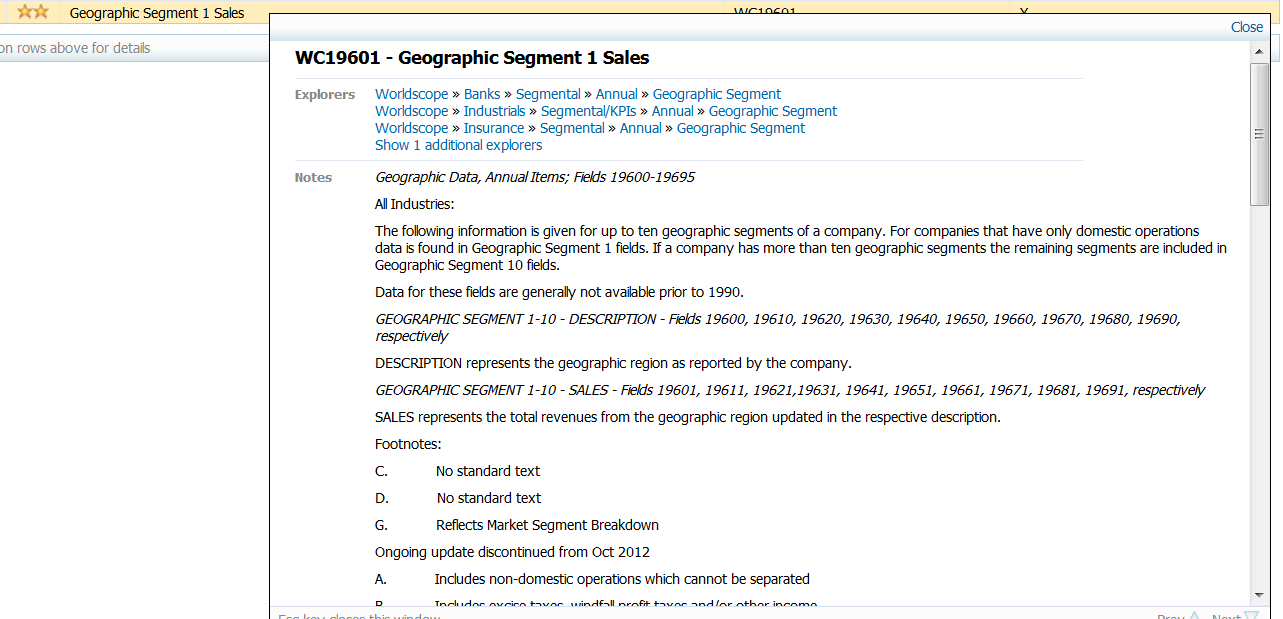 Geographic Segment 1 Sales WC19601 Y
on rows above for details
Close
WC19601 - Geographic Segment 1 Sales
Explorers Worldscope » Banks » Segmental » Annual » Geographic Segment
Worldscope » Industrials » Segmental/KPIs » Annual » Geographic Segment
Worldscope » Insurance » Segmental » Annual » Geographic Segment
Show 1 additional explorers
Notes Geographic Data, Annual Items; Fields 19600-19695
All Industries:
The following information is given for up to ten geographic segments of a company. For companies that have only domestic operations
data is found in Geographic Segment 1 fields. If a company has more than ten geographic segments the remaining segments are included in
Geographic Segment 10 fields.
Data for these fields are generally not available prior to 1990.
GEOGRAPHIC SEGMENT 1-10 - DESCRIPTION - Fields 19600, 19610, 19620, 19630, 19640, 19650, 19660, 19670, 19680, 19690,
respectively
DESCRIPTION represents the geographic region as reported by the company.
GEOGRAPHIC SEGMENT 1-10 - SALES - Fields 19601, 19611, 19621,19631, 19641, 19651, 19661, 19671, 19681, 19691, respectively
SALES represents the total revenues from the geographic region updated in the respective description.
Footnotes:
C. No standard text
D. No standard text
G. Reflects Market Segment Breakdown
Ongoing update discontinued from Oct 2012
A. Includes non-domestic operations which cannot be separated
B. Includes excise taxes, windfall profit taxes and/or other income
Esc key closes this window Prev Next